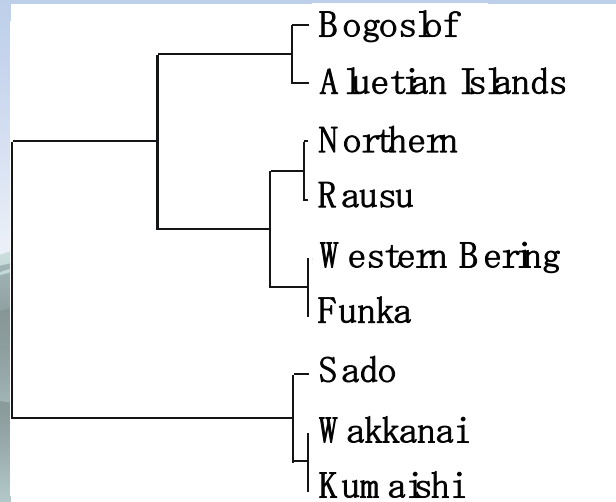 Bogoslof
Aluetian Islands
Northern
Rausu
Western Bering
Funka
Sado
Wakkanai
Kumaishi